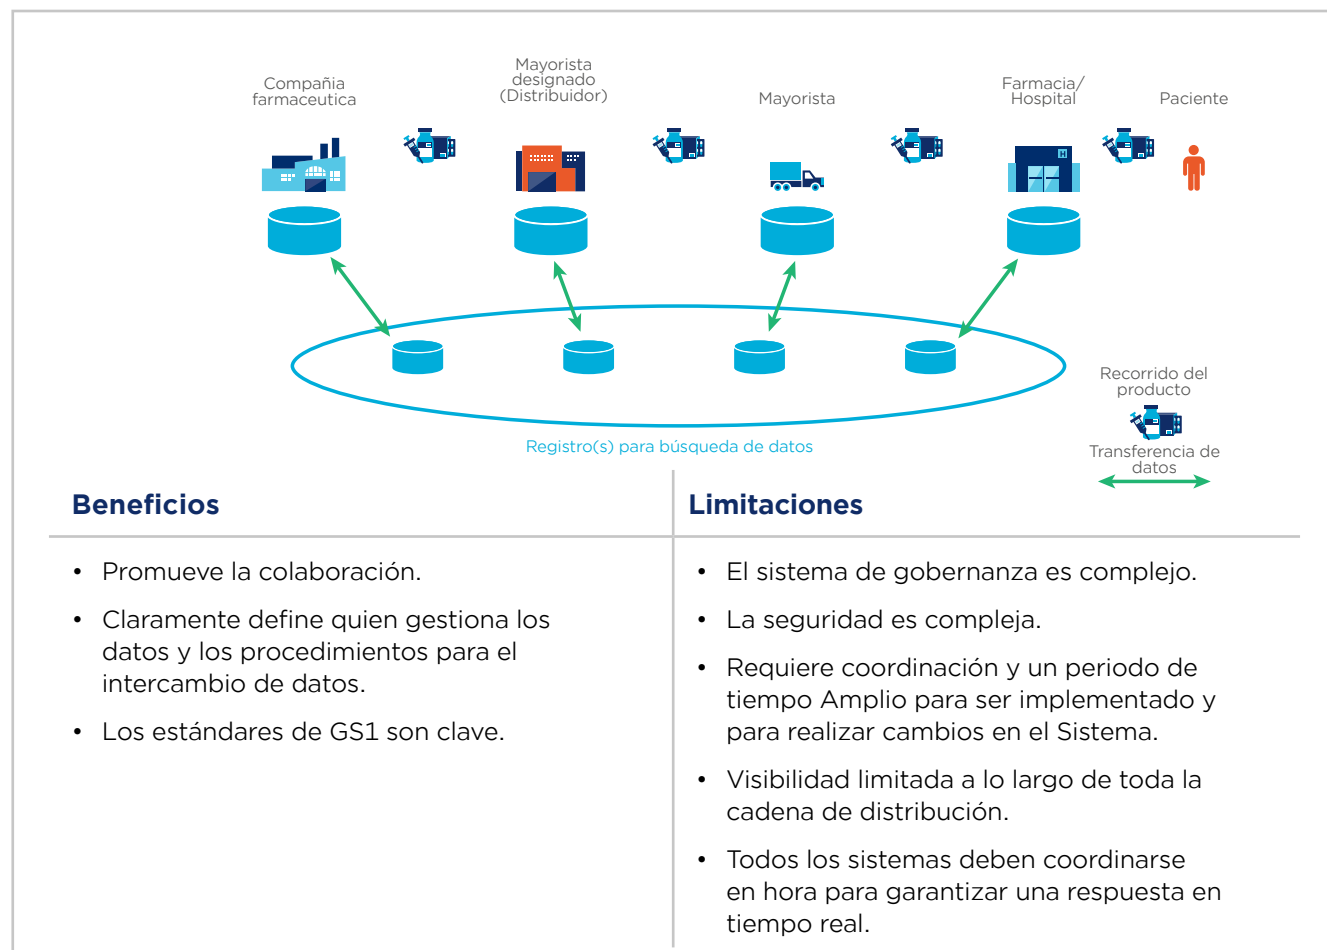 Compañia
farmaceutica
Mayorista
designado
(Distribuidor)
Mayorista
Farmacia/
Hospital
Paciente
H
Recorrido del
producto
Registro(s) para búsqueda de datos
Transferencia de
datos
Beneficios
• Promueve la colaboración.
• Claramente define quien gestiona los
datos y los procedimientos para el
intercambio de datos.
• Los estándares de GS1 son clave.
Limitaciones
• El sistema de gobernanza es complejo.
• La seguridad es compleja.
• Requiere coordinación y un periodo de
tiempo Amplio para ser implementado y
para realizar cambios en el Sistema.
• Visibilidad limitada a lo largo de toda la
cadena de distribución.
• Todos los sistemas deben coordinarse
en hora para garantizar una respuesta en
tiempo real.